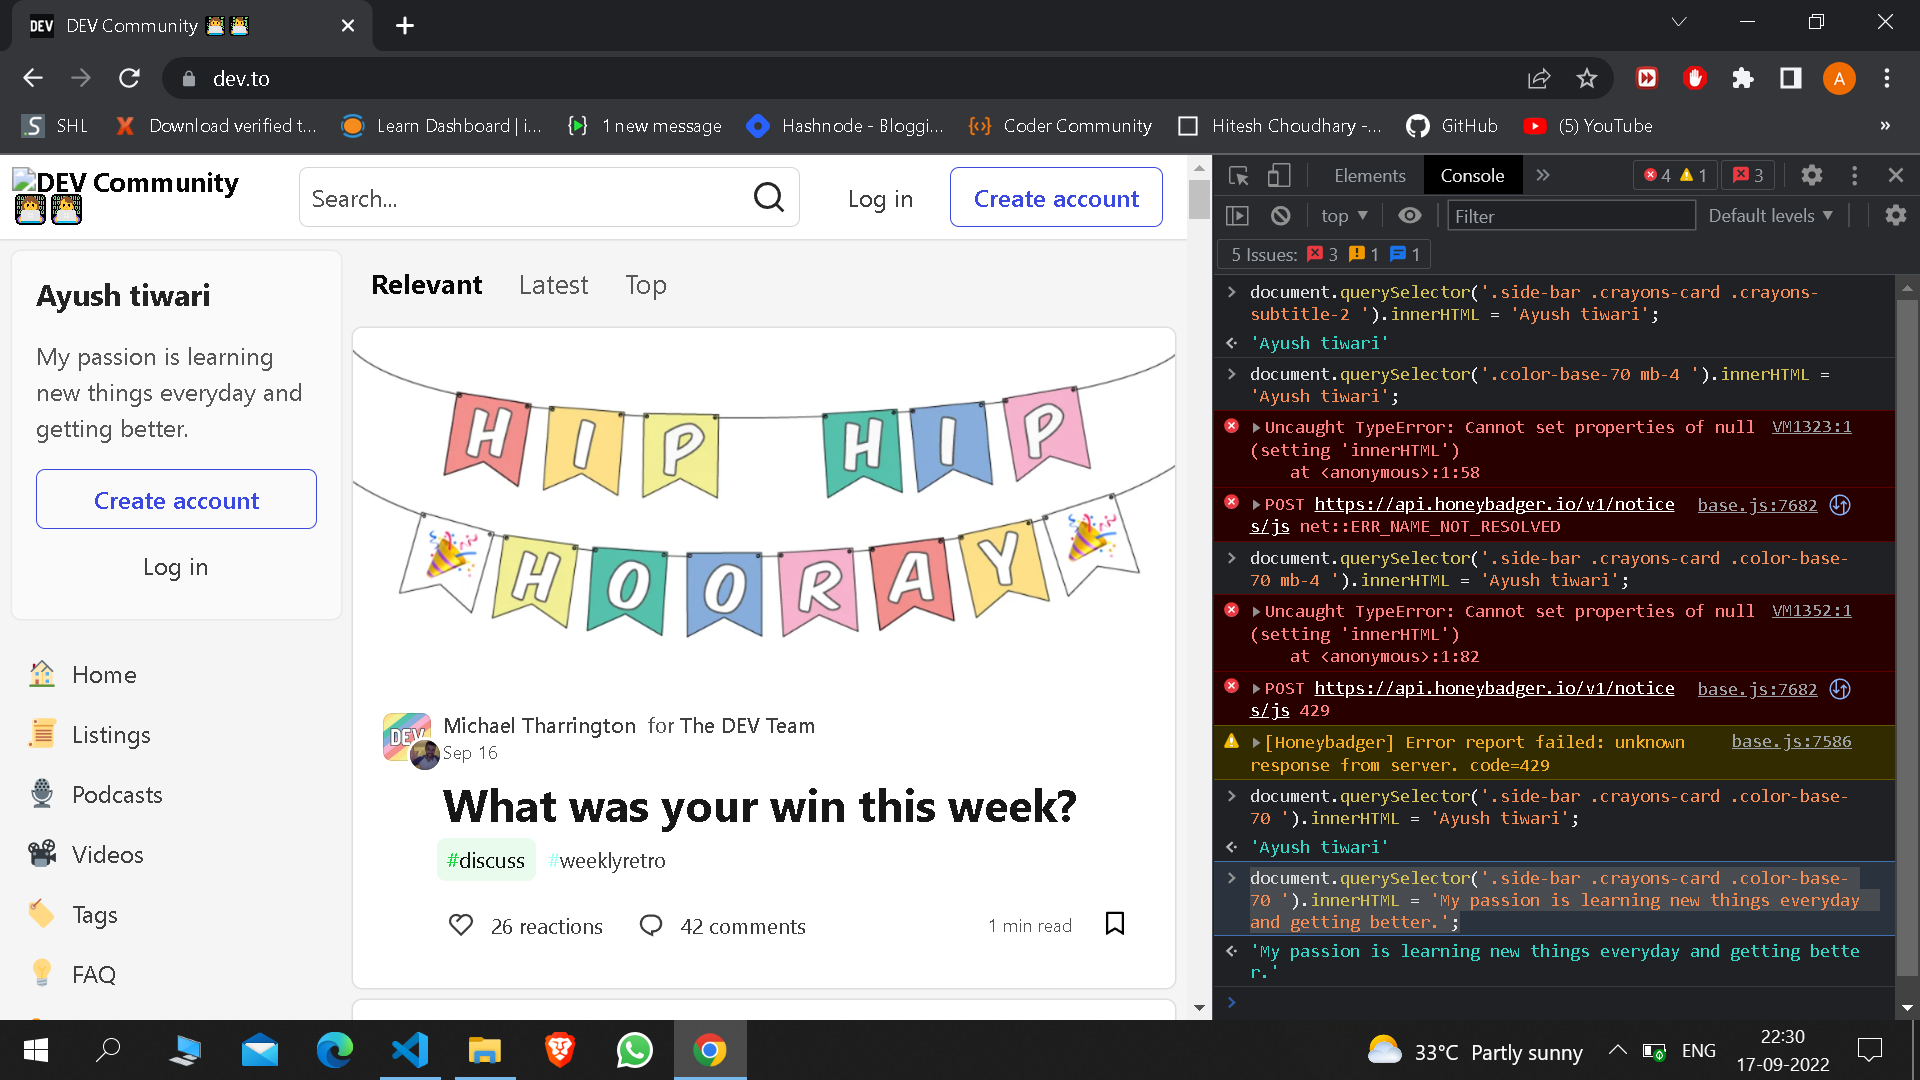 DEV DEV Community
dev.to
SHL
Download verified t...
Learn Dashboard | i...
1 new message
Hashnode - Bloggi...
Coder Community
Hitesh Choudhary -...
GitHub
(5) YouTube
»
A
DEV Community
Search...
Log in
Create account
Ayush tiwari
My passion is learning
new things everyday and
getting better.
Create account
Log in
Home
Listings
Podcasts
Videos
Tags
FAQ
Relevant Latest Top
HIP HIP
HOORAY
DEV
Michael Tharrington for The DEV Team
Sep 16
What was your win this week?
#discuss #weeklyretro
26 reactions 42 comments 1 min read
Elements Console » 4 1 3
top Filter Default levels
5 Issues: 3 1 1
document.querySelector('.side-bar .crayons-card .crayons-
subtitle-2 ').innerHTML = 'Ayush tiwari';
'Ayush tiwari'
document.querySelector('.color-base-70 mb-4 ').innerHTML =
'Ayush tiwari';
Uncaught TypeError: Cannot set properties of null VM1323:1
(setting 'innerHTML')
at <anonymous>:1:58
POST https://api.honeybadger.io/v1/notice base.js:7682
s/js net::ERR_NAME_NOT_RESOLVED
document.querySelector('.side-bar .crayons-card .color-base-
70 mb-4 ').innerHTML = 'Ayush tiwari';
Uncaught TypeError: Cannot set properties of null VM1352:1
(setting 'innerHTML')
at <anonymous>:1:82
POST https://api.honeybadger.io/v1/notice base.js:7682
s/js 429
[Honeybadger] Error report failed: unknown base.js:7586
response from server. code=429
document.querySelector('.side-bar .crayons-card .color-base-
70 ').innerHTML = 'Ayush tiwari';
'Ayush tiwari'
document.querySelector('.side-bar .crayons-card .color-base-
70 ').innerHTML = 'My passion is learning new things everyday
and getting better.';
'My passion is learning new things everyday and getting bette
r.'
33°C Partly sunny
ENG
22:30
17-09-2022